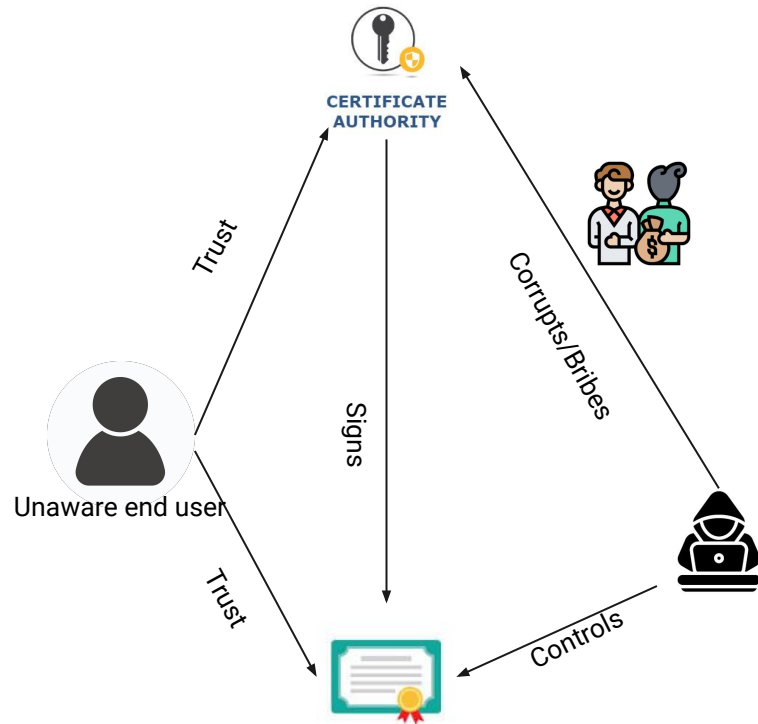 CERTIFICATE
AUTHORITY
Trust
Corrupts/Bribes
Signs
Unaware end user
Trust
Controls
$